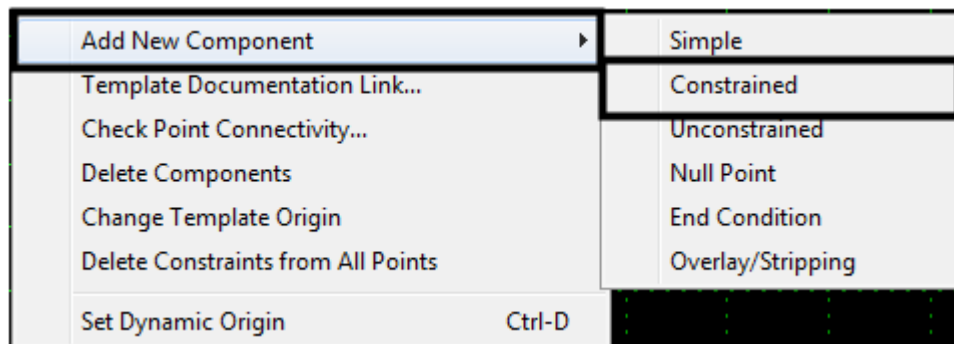 Add New Component
Template Documentation Link...
Check Point Connectivity...
Delete Components
Change Template Origin
Delete Constraints from All Points
Set Dynamic Origin Ctrl-D
Simple
Constrained
Unconstrained
Null Point
End Condition
Overlay/Stripping